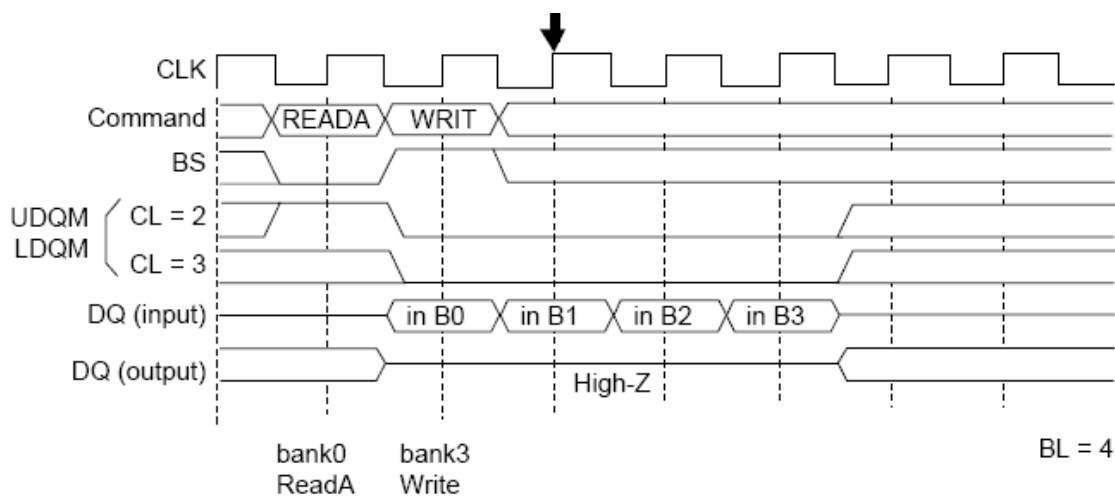 CLK
Command READA WRIT
BS
UDQM CL = 2
LDQM CL = 3
DQ (input) in B0 in B1 in B2 in B3
DQ (output) High-Z
bank0 bank3 BL = 4
ReadA Write